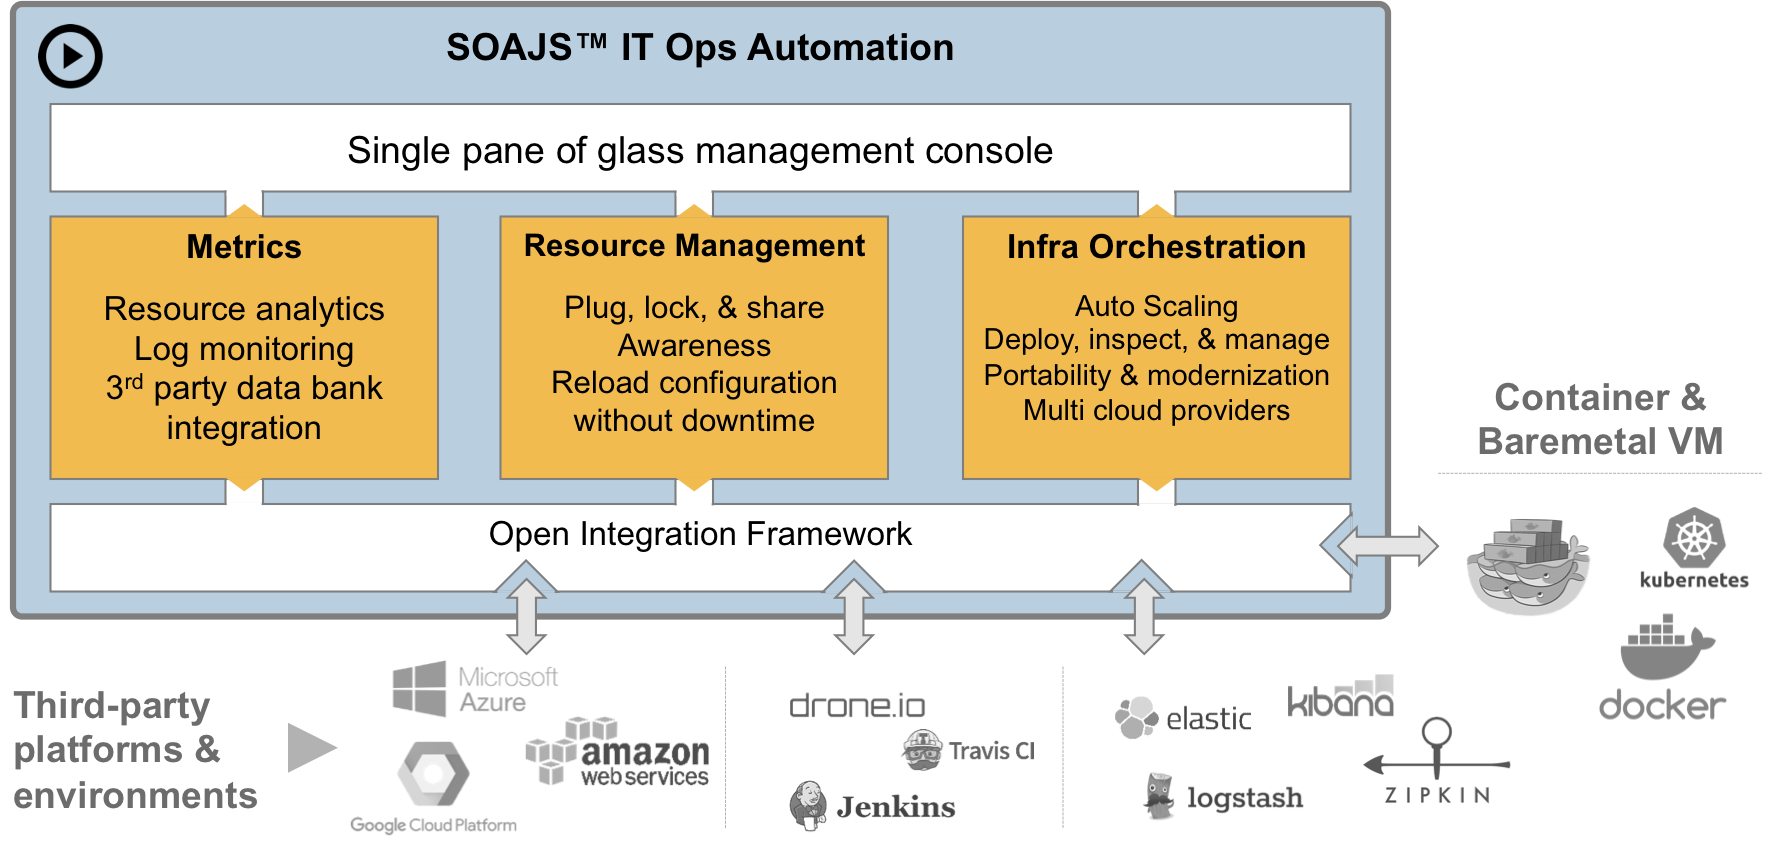 SOAJS™ IT Ops Automation
Single pane of glass management console
Metrics
Resource analytics
Log monitoring
3rd party data bank
integration
Resource Management
Plug, lock, & share
Awareness
Reload configuration
without downtime
Infra Orchestration
Auto Scaling
Deploy, inspect, & manage
Portability & modernization
Multi cloud providers
Open Integration Framework
Container &
Baremetal VM
kubernetes
docker
Third-party
platforms &
environments
Microsoft
Azure
amazon
web services
Google Cloud Platform
drone.io
Travis CI
Jenkins
elastic
kibana
logstash
ZIPKIN